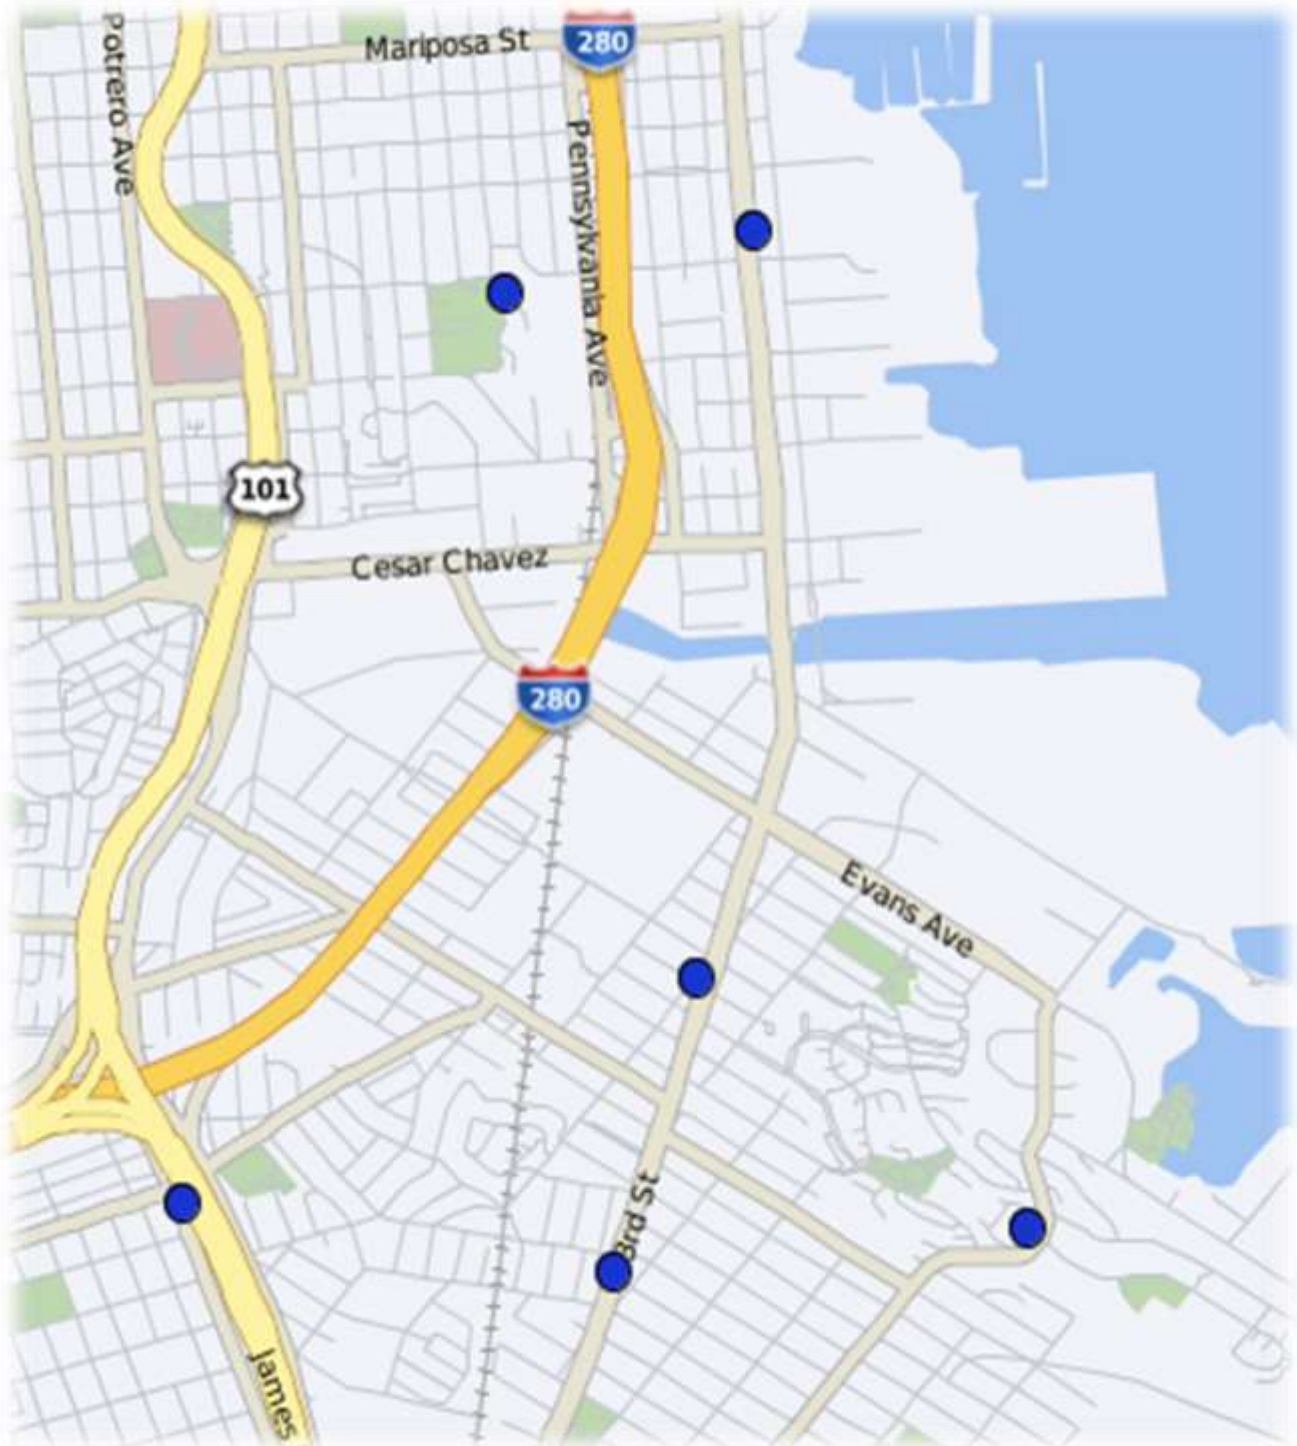 Mariposa St
280
Potrero Ave
Pennsylvania Ave
101
Cesar Chavez
280
Evans Ave
3rd St
James